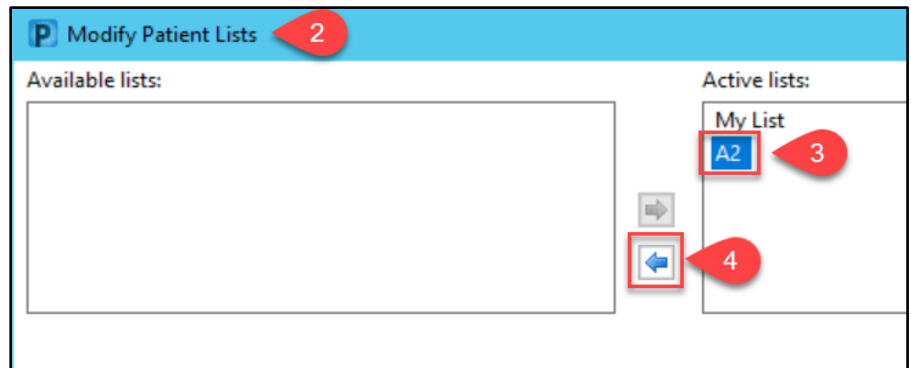 P Modify Patient Lists 2
Available lists:
Active lists:
My List
A2 3
4